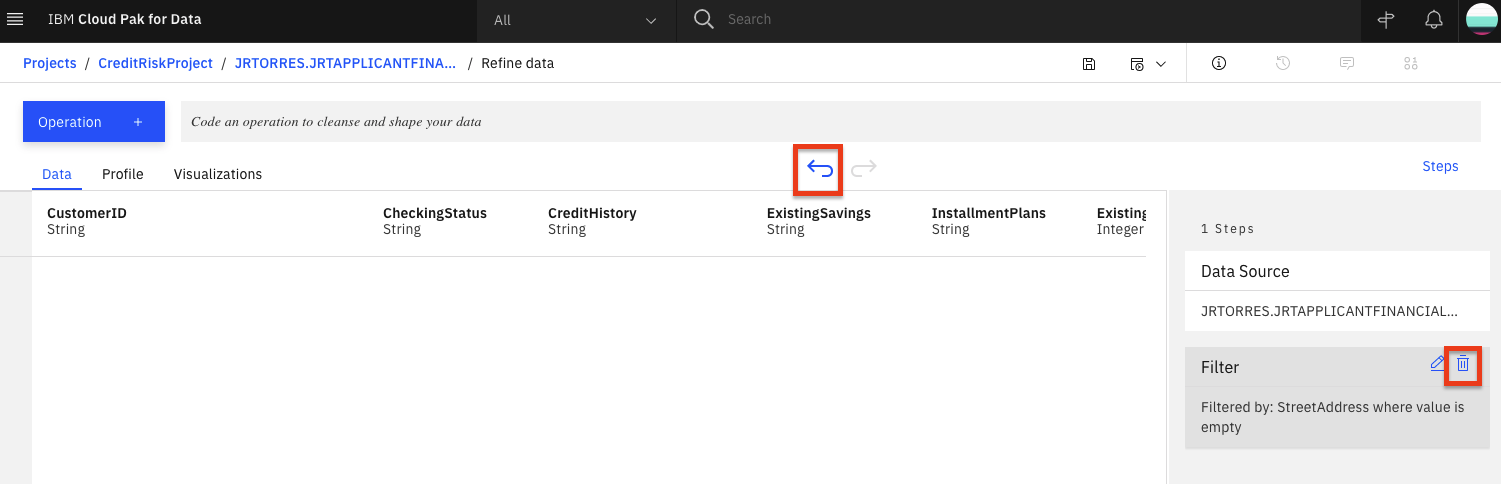 IBM Cloud Pak for Data
All
Search
Projects / CreditRiskProject / JRTORRES.JRTAPPLICANTFINA... / Refine data
Operation +
Code an operation to cleanse and shape your data
Data Profile Visualizations
Steps
CustomerID CheckingStatus CreditHistory ExistingSavings InstallmentPlans Existing
String String String String String Integer
1 Steps
Data Source
JRTORRES.JRTAPPLICANTFINANCIAL...
Filter
Filtered by: StreetAddress where value is
empty